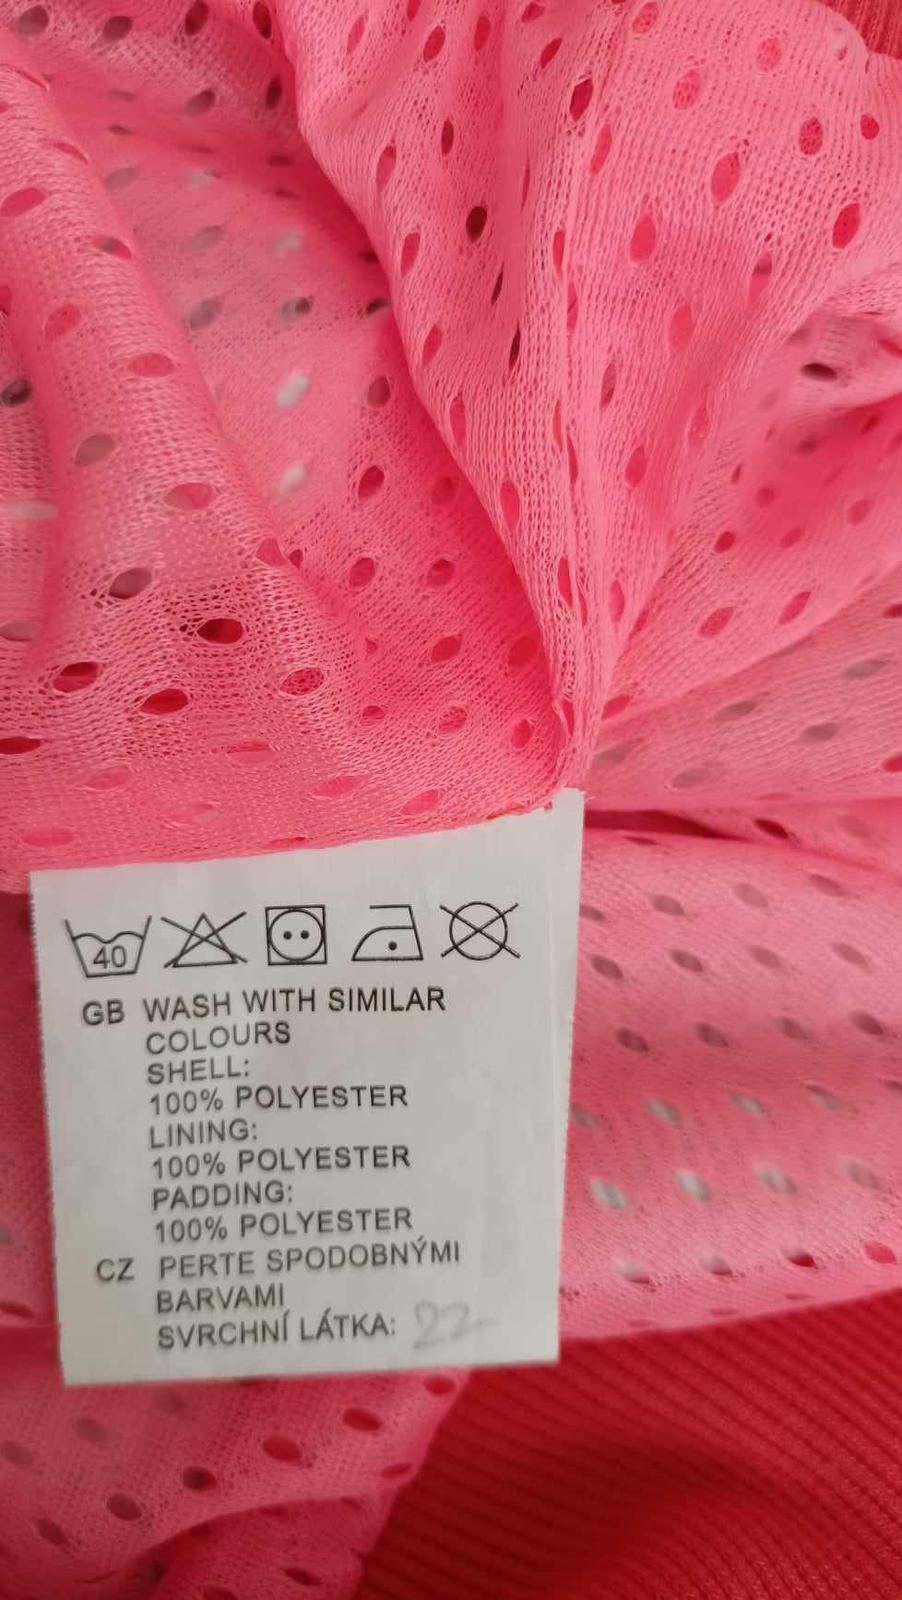 40
GB WASH WITH SIMILAR
COLOURS
SHELL:
100% POLYESTER
LINING:
100% POLYESTER
PADDING:
100% POLYESTER
CZ PERTE SPODOBNÝMI
BARVAMI
SVRCHNÍ LÁTKA: 22